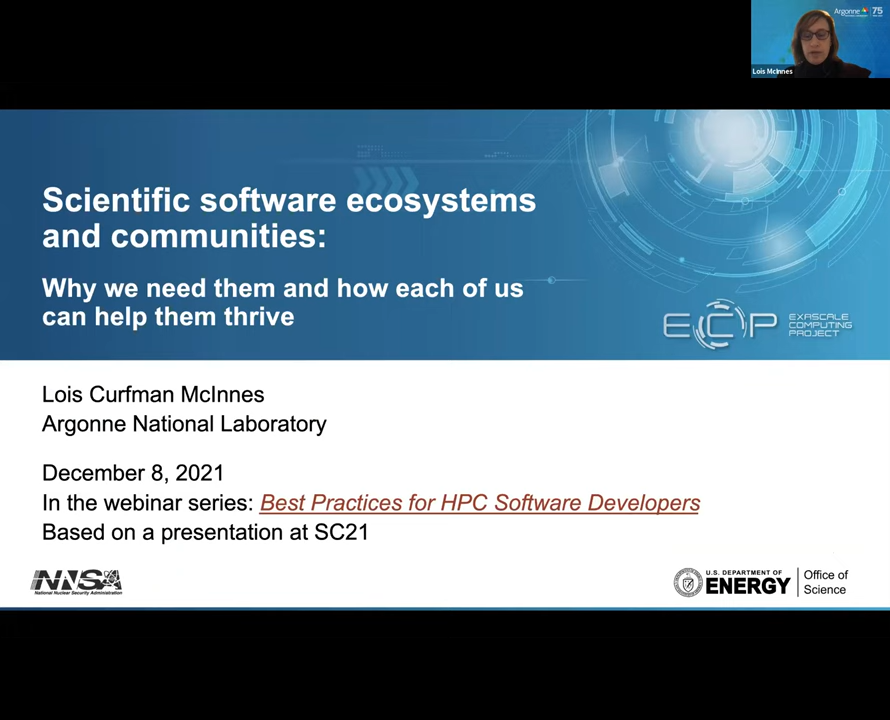 Argonne
75
Lois McInnes
Scientific software ecosystems
and communities:
Why we need them and how each of us
can help them thrive
ECP
EXASCALE
COMPUTING
PROJECT
Lois Curfman McInnes
Argonne National Laboratory
December 8, 2021
In the webinar series: Best Practices for HPC Software Developers
Based on a presentation at SC21
NNSA
National Nuclear Security Administration
U.S. DEPARTMENT OF
ENERGY
Office of
Science